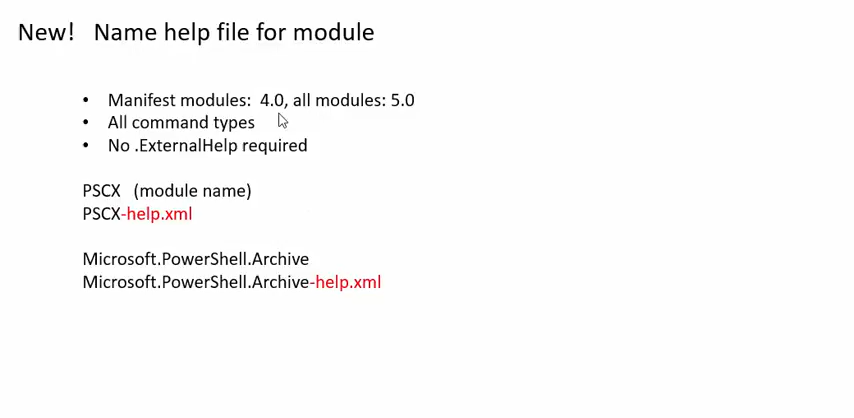 New! Name help file for module
• Manifest modules: 4.0, all modules: 5.0
• All command types
• No .ExternalHelp required
PSCX (module name)
PSCX-help.xml
Microsoft.PowerShell.Archive
Microsoft.PowerShell.Archive-help.xml